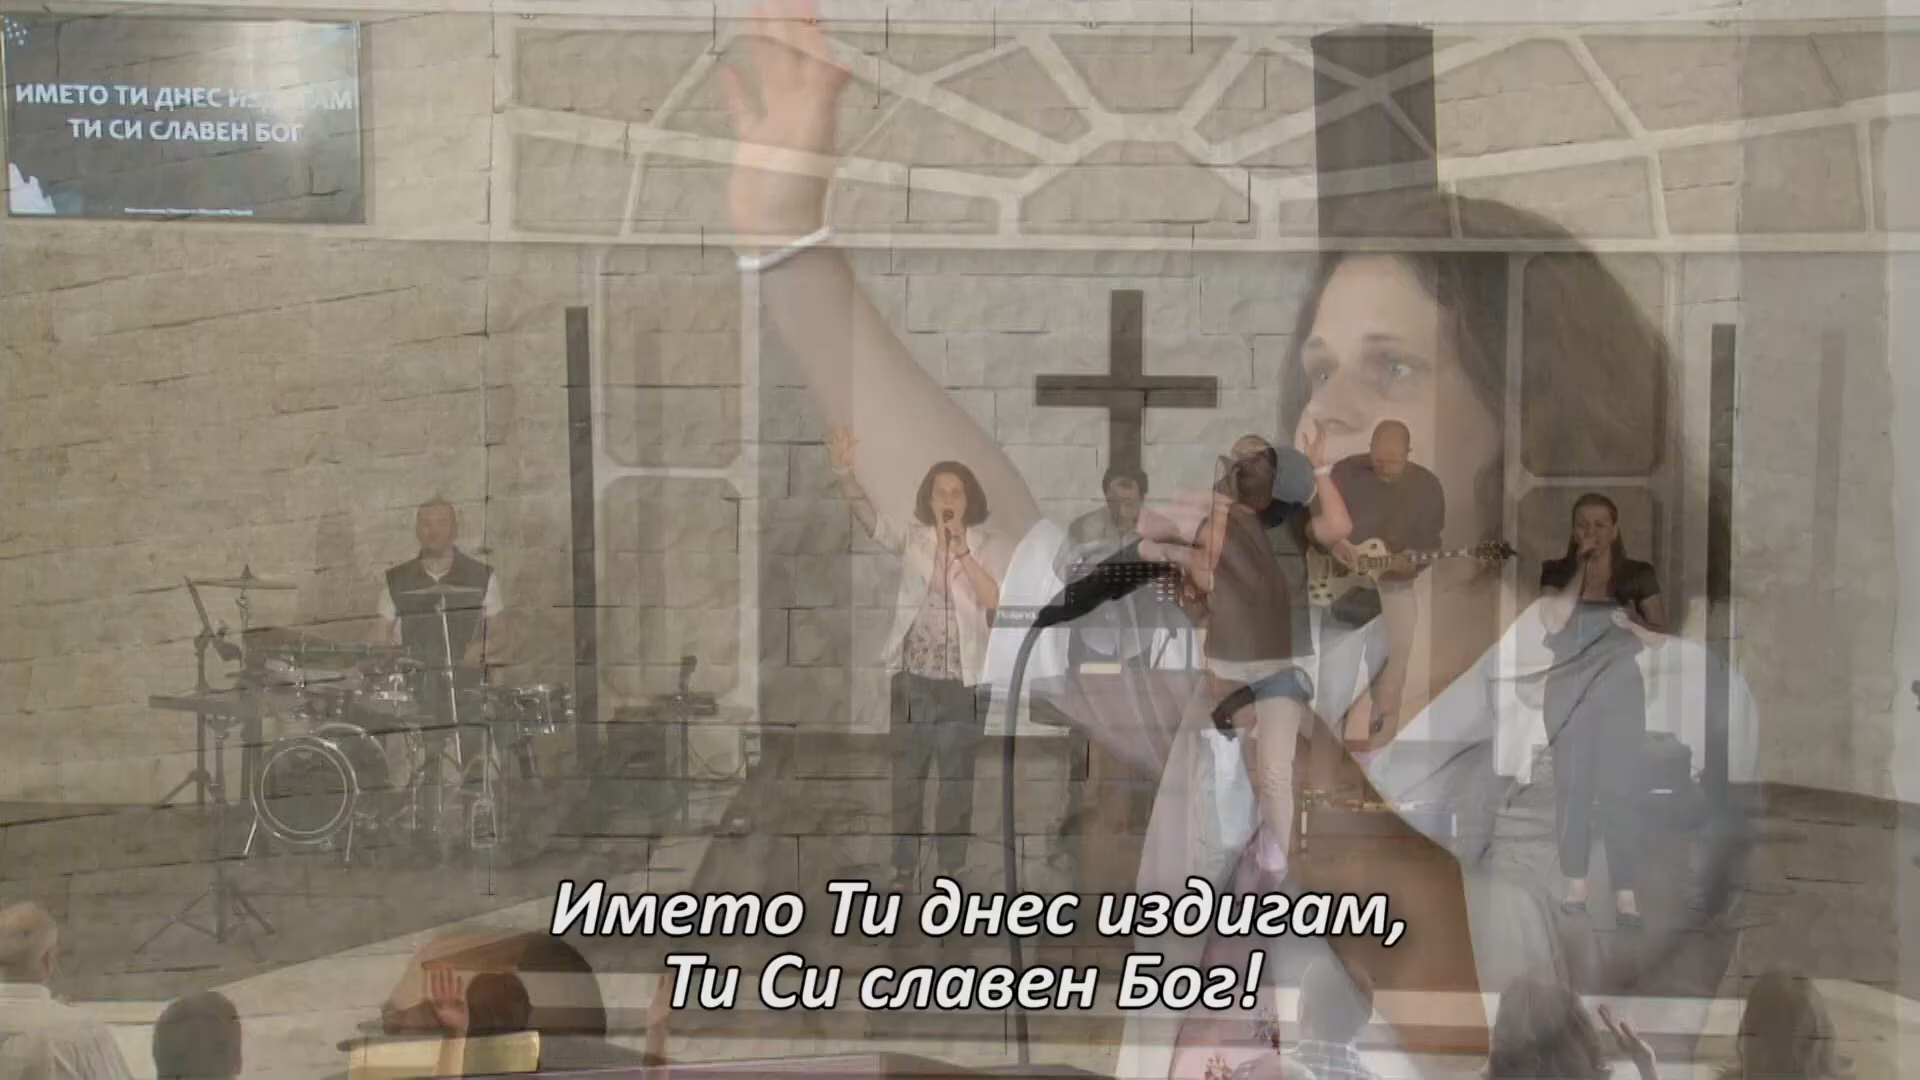 ИМЕТО ТИ ДНЕС ИЗДИГАМ
ТИ СИ СЛАВЕН БОГ
Името Ти днес издигам,
Ти Си славен Бог!